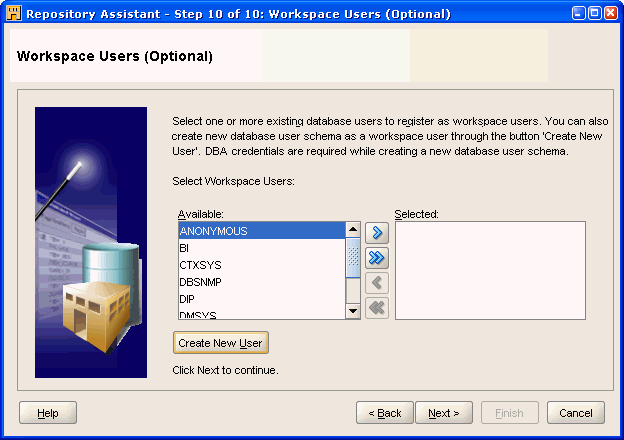 Repository Assistant - Step 10 of 10: Workspace Users (Optional)
Workspace Users (Optional)
Select one or more existing database users to register as workspace users. You can also
create new database user schema as a workspace user through the button 'Create New
User'. DBA credentials are required while creating a new database user schema.
Select Workspace Users:
Available:
Selected:
ANONYMOUS
BI
CTXSYS
DBSNMP
DIP
DMSYS
Create New User
Click Next to continue.
Help
< Back
Next >
Finish
Cancel